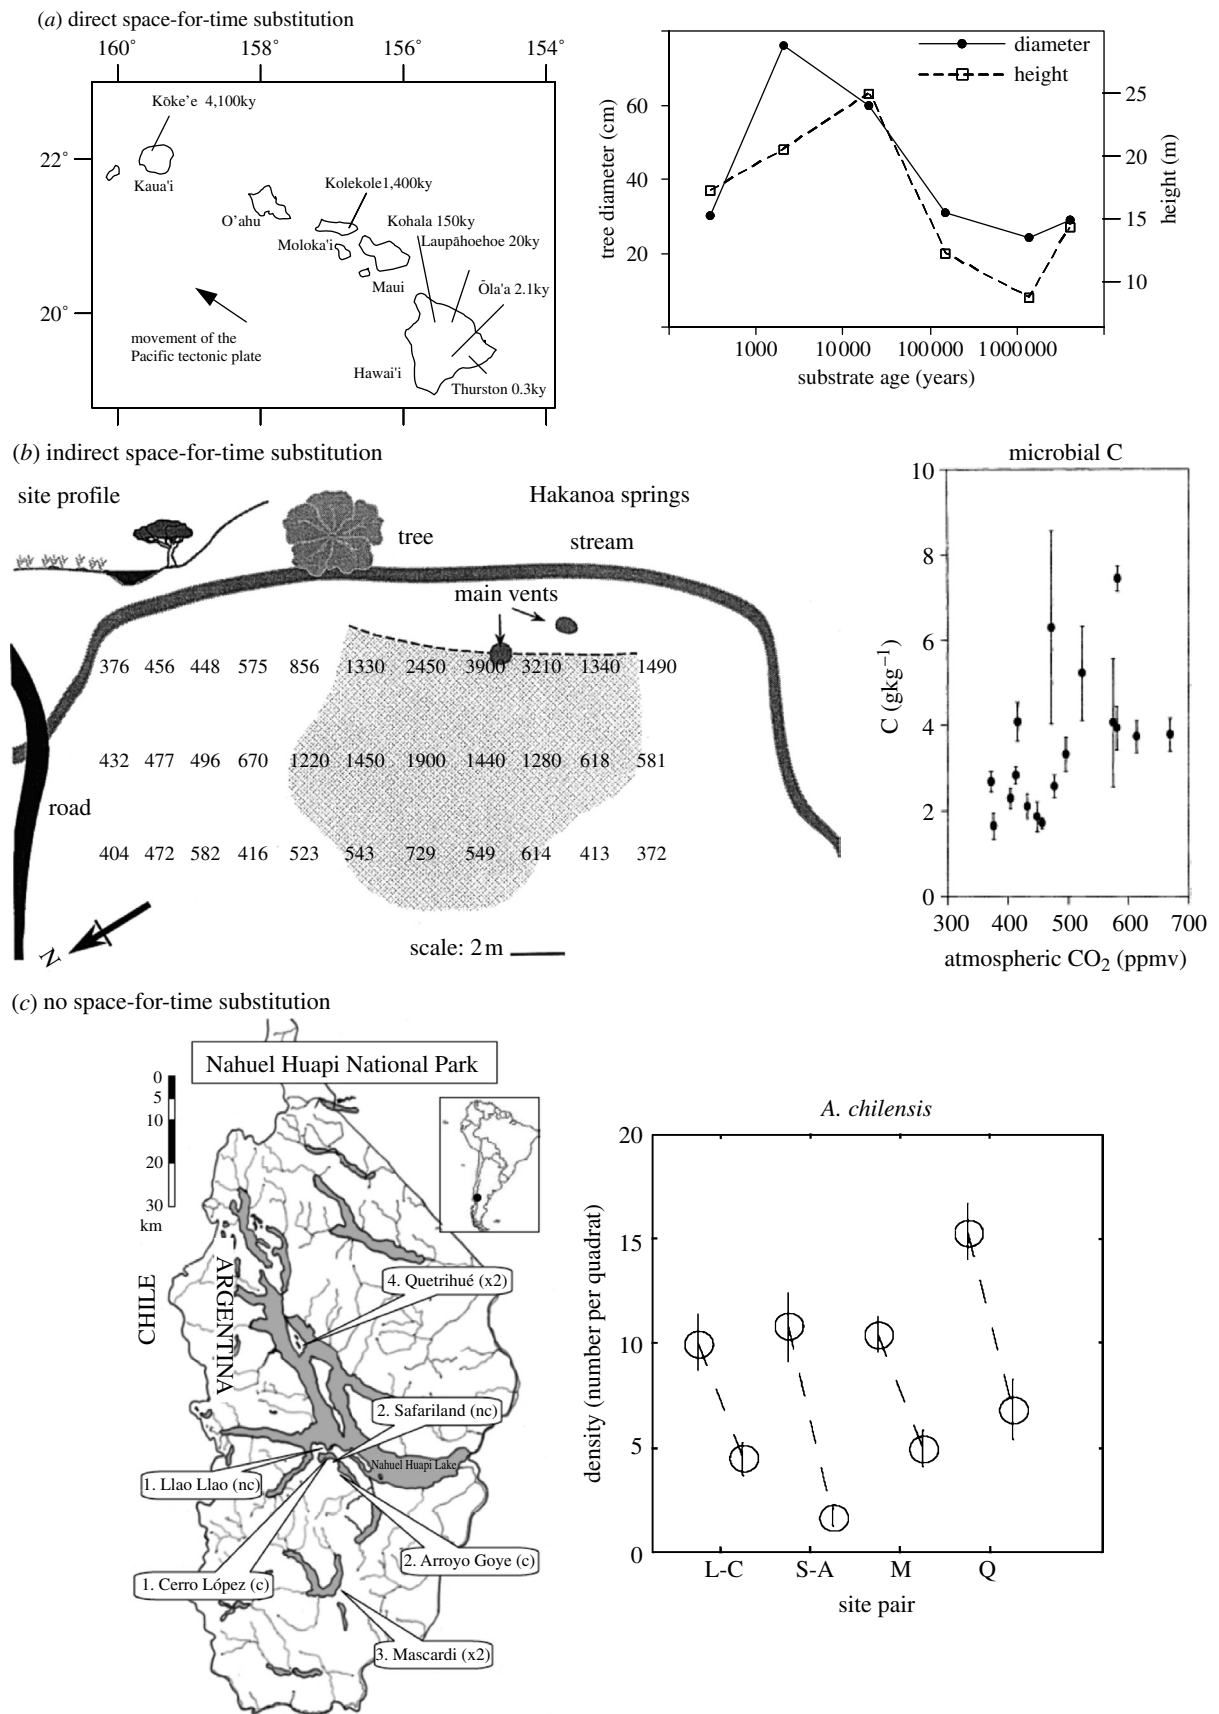 (a) direct space-for-time substitution
160° 158° 156° 154°
Kōke'e 4,100ky
22°
Kaua'i
Kolekole1,400ky
O'ahu
Kohala 150ky
Moloka'i
Laupāhoehoe 20ky
Maui
Ōla'a 2.1ky
20°
movement of the
Pacific tectonic plate
Hawai'i
Thurston 0.3ky
diameter
height
tree diameter (cm)
60
40
20
25
20
15
10
height (m)
1000 10000 100000 1000000
substrate age (years)
(b) indirect space-for-time substitution
site profile
Hakanoa springs
tree
stream
main vents
376 456 448 575 856 1330 2450 3900 3210 1340 1490
432 477 496 670 1220 1450 1900 1440 1280 618 581
road
404 472 582 416 523 543 729 549 614 413 372
N
scale: 2 m
microbial C
10
8
6
4
2
0
C (gkg−1)
300 400 500 600 700
atmospheric CO2 (ppmv)
(c) no space-for-time substitution
Nahuel Huapi National Park
0
5
10
20
30
km
CHILE
ARGENTINA
4. Quetrihué (x2)
2. Safariland (nc)
Nahuel Huapi Lake
1. Llao Llao (nc)
2. Arroyo Goye (c)
1. Cerro López (c)
3. Mascardi (x2)
A. chilensis
20
15
10
5
0
density (number per quadrat)
L-C S-A M Q
site pair